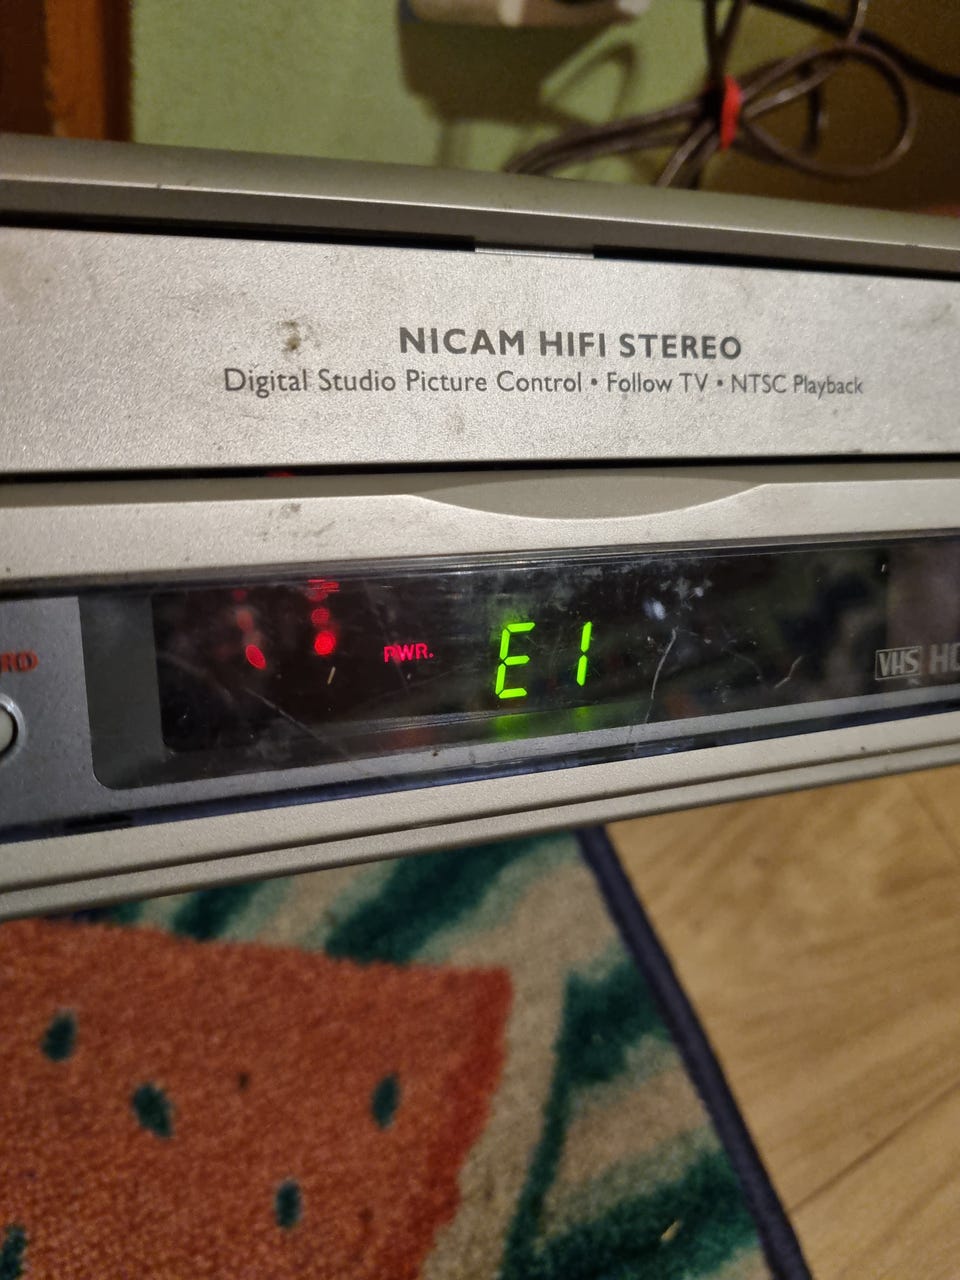 NICAM HIFI STEREO
Digital Studio Picture Control • Follow TV • NTSC Playback
PWR.
E1
VHS